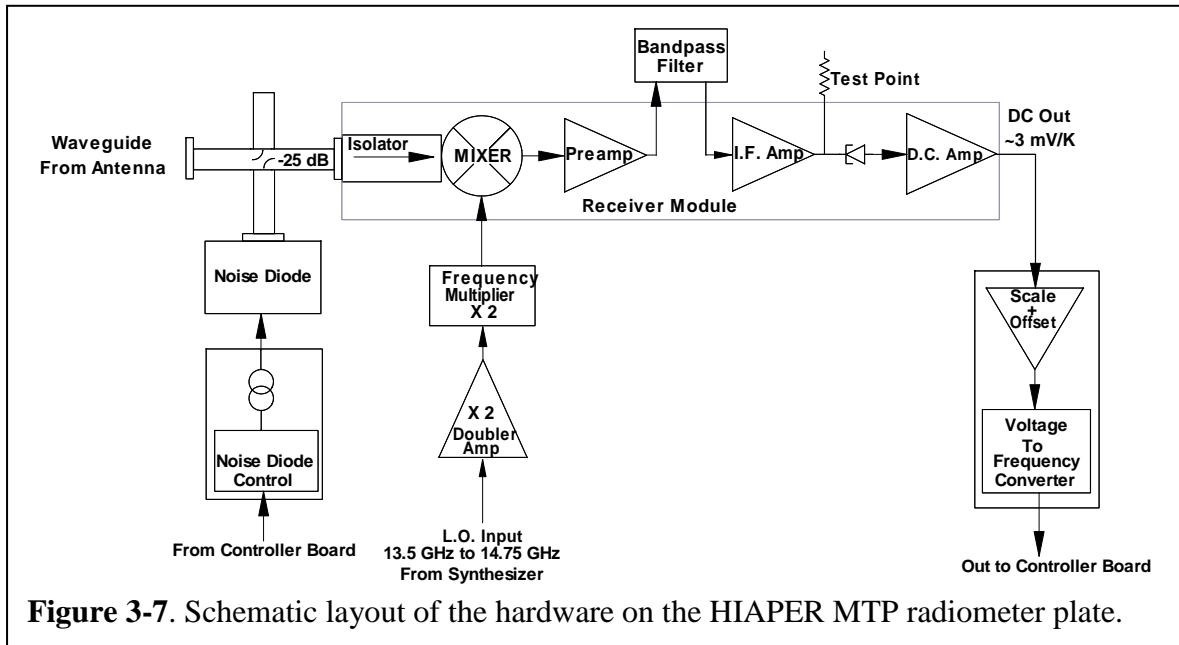 Bandpass
Filter
Test Point
Waveguide
From Antenna
-25 dB
Isolator
MIXER
Preamp
I.F. Amp
D.C. Amp
DC Out
~3 mV/K
Receiver Module
Noise Diode
Frequency
Multiplier
X 2
Scale
+
Offset
X 2
Doubler
Amp
Noise Diode
Control
Voltage
To
Frequency
Converter
From Controller Board
L.O. Input
13.5 GHz to 14.75 GHz
From Synthesizer
Out to Controller Board
Figure 3-7. Schematic layout of the hardware on the HIAPER MTP radiometer plate.